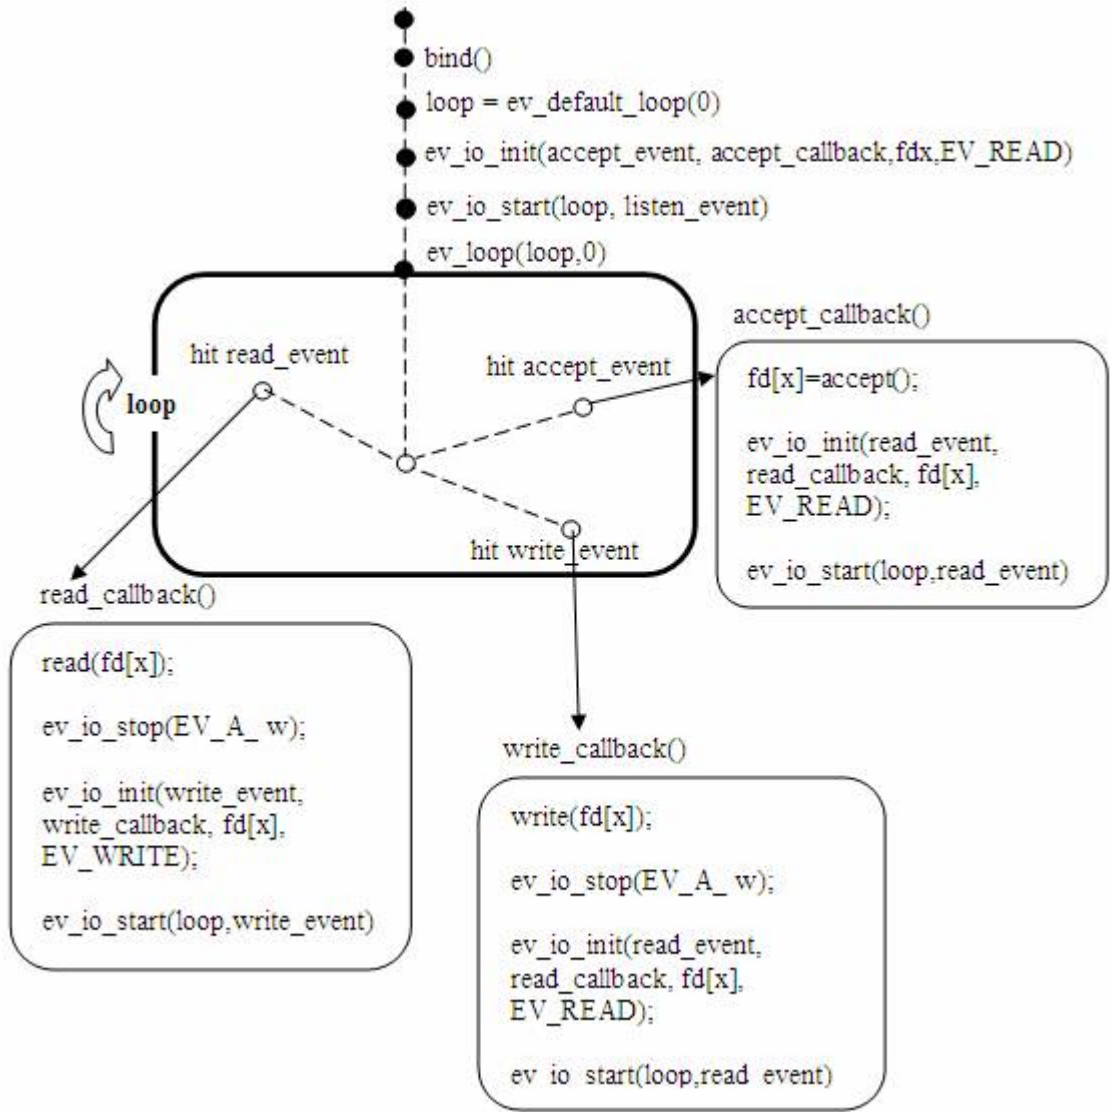 bind()
loop = ev_default_loop(0)
ev_io_init(accept_event, accept_callback,fdx,EV_READ)
ev_io_start(loop, listen_event)
ev_loop(loop,0)
hit read_event
hit accept_event
loop
hit write_event
accept_callback()
fd[x]=accept();
ev_io_init(read_event,
read_callback, fd[x],
EV_READ);
ev_io_start(loop,read_event)
read_callback()
read(fd[x]);
ev_io_stop(EV_A_ w);
ev_io_init(write_event,
write_callback, fd[x],
EV_WRITE);
ev_io_start(loop,write_event)
write_callback()
write(fd[x]);
ev_io_stop(EV_A_ w);
ev_io_init(read_event,
read_callback, fd[x],
EV_READ);
ev_io_start(loop,read_event)